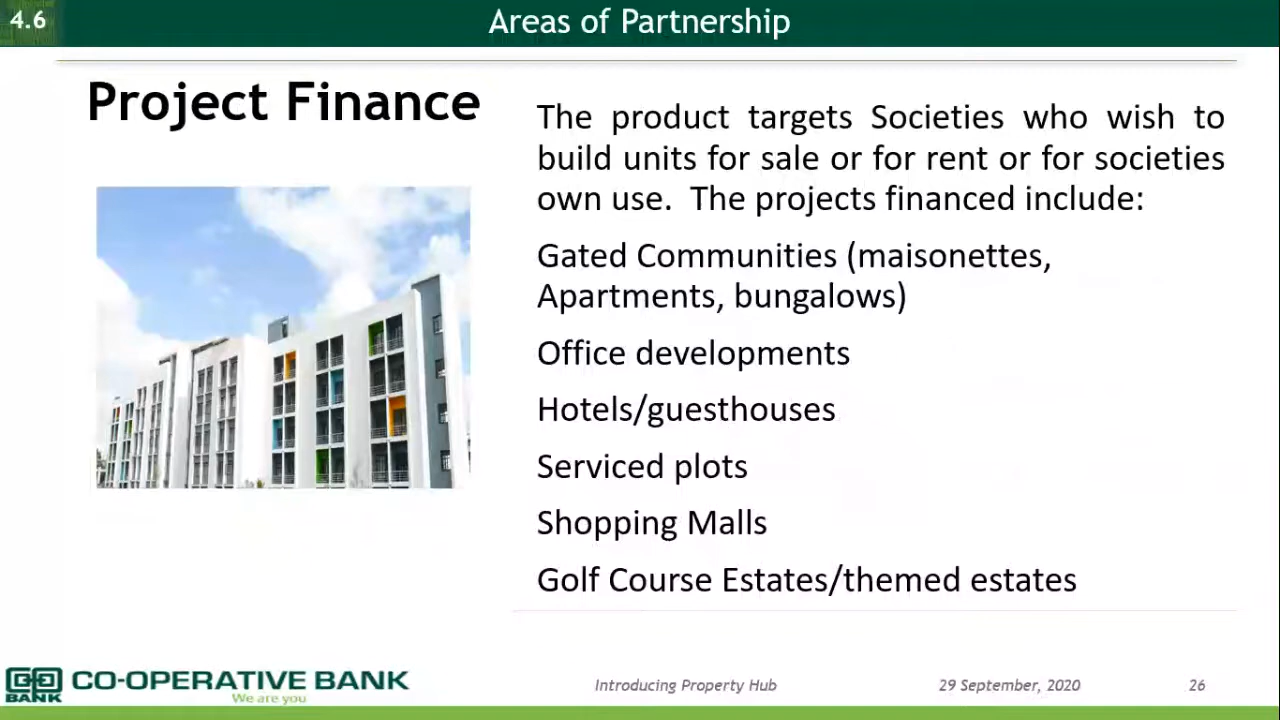 4.6
Areas of Partnership
Project Finance
The product targets Societies who wish to
build units for sale or for rent or for societies
own use. The projects financed include:
Gated Communities (maisonettes,
Apartments, bungalows)
Office developments
Hotels/guesthouses
Serviced plots
Shopping Malls
Golf Course Estates/themed estates
BANK
CO-OPERATIVE BANK
We are you
Introducing Property Hub
29 September, 2020
26